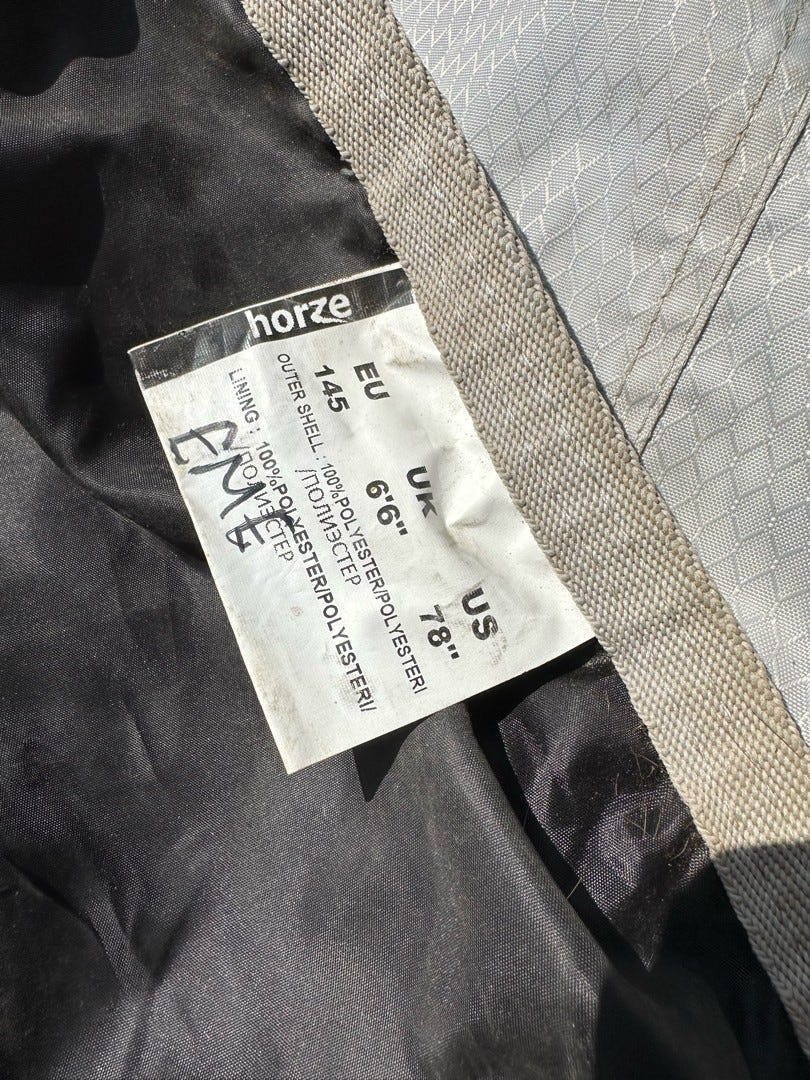 horze
EU UK US
145 6'6" 78"
OUTER SHELL : 100%POLYESTER/POLYESTERI
/ПОЛИЭСТЕР
LINING : 100%POLYESTER/POLYESTERI/
/ПОЛИЭСТЕР
EME